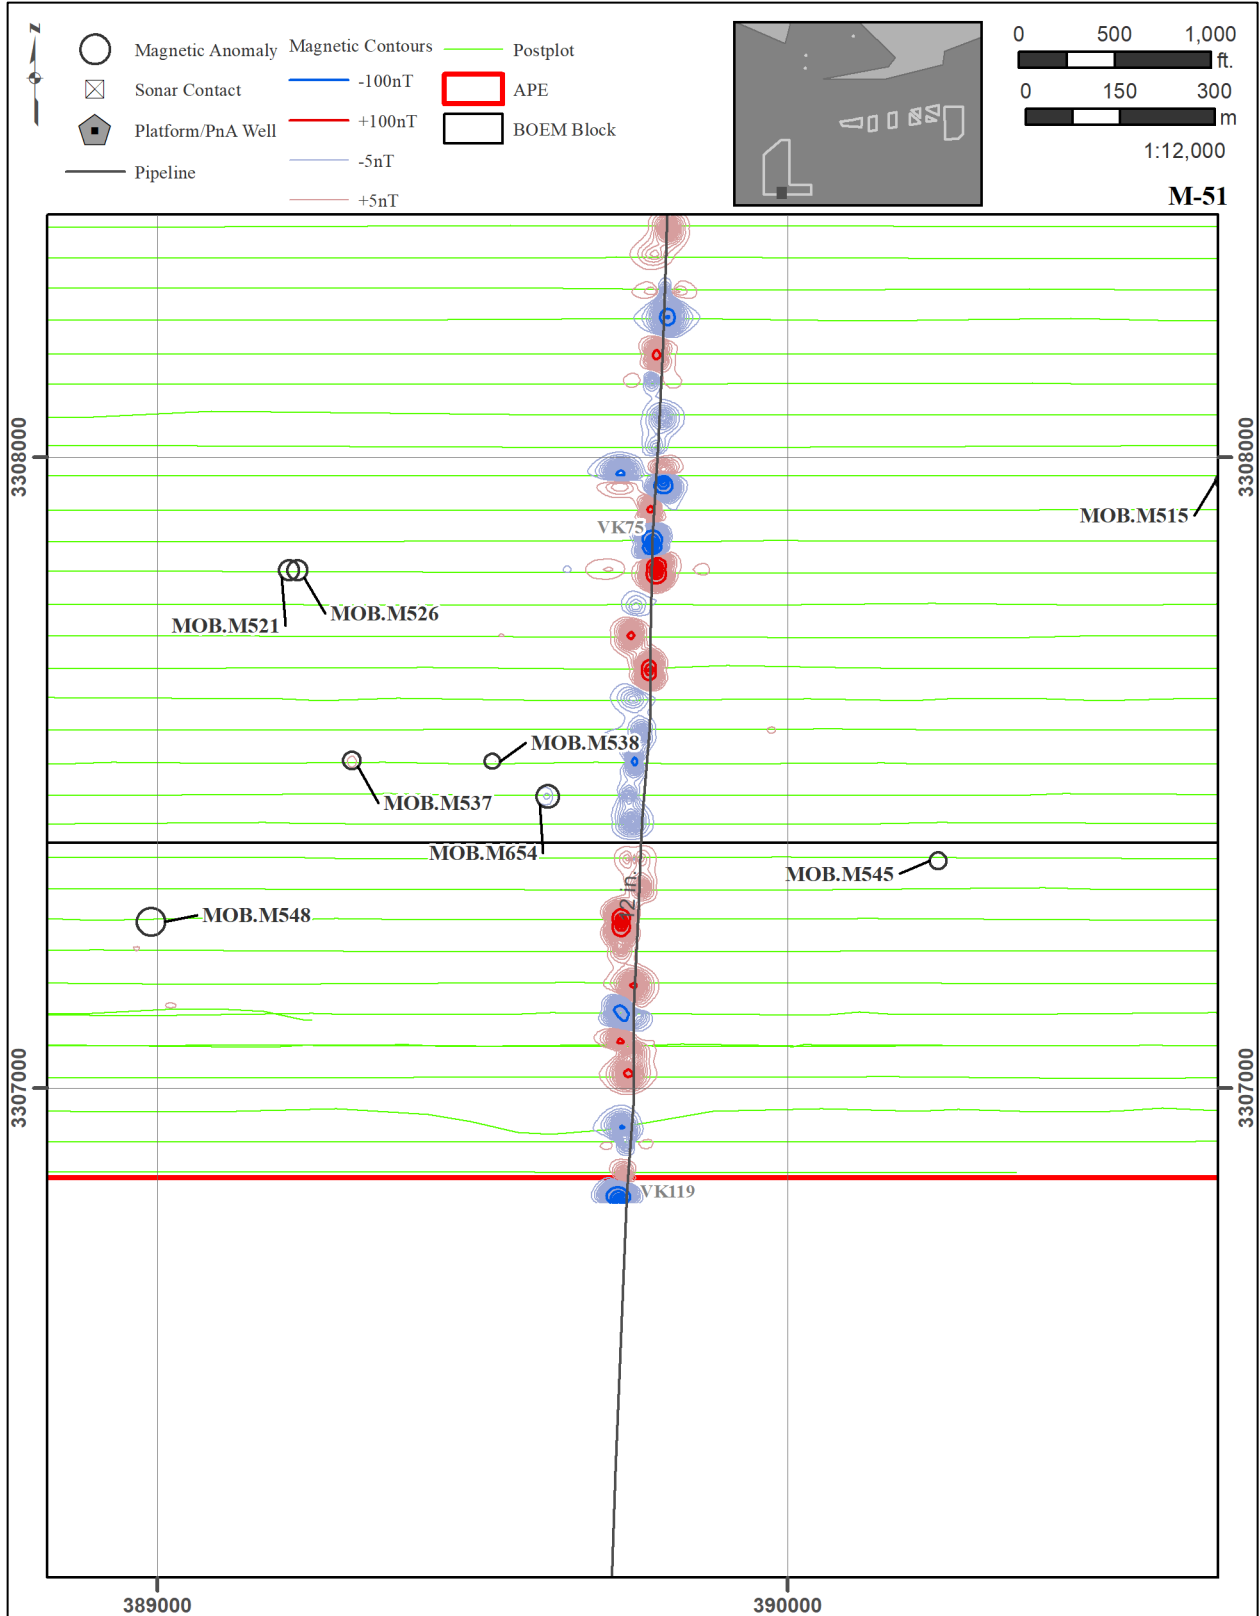 N
Magnetic Anomaly
Sonar Contact
Platform/PnA Well
Pipeline
Magnetic Contours
-100nT
+100nT
-5nT
+5nT
Postplot
APE
BOEM Block
0 500 1,000
ft.
0 150 300
m
1:12,000
M-51
3308000
3308000
MOB.M515
VK75
MOB.M526
MOB.M521
MOB.M538
MOB.M537
MOB.M654
MOB.M545
12 in.
MOB.M548
3307000
3307000
VK119
389000
390000